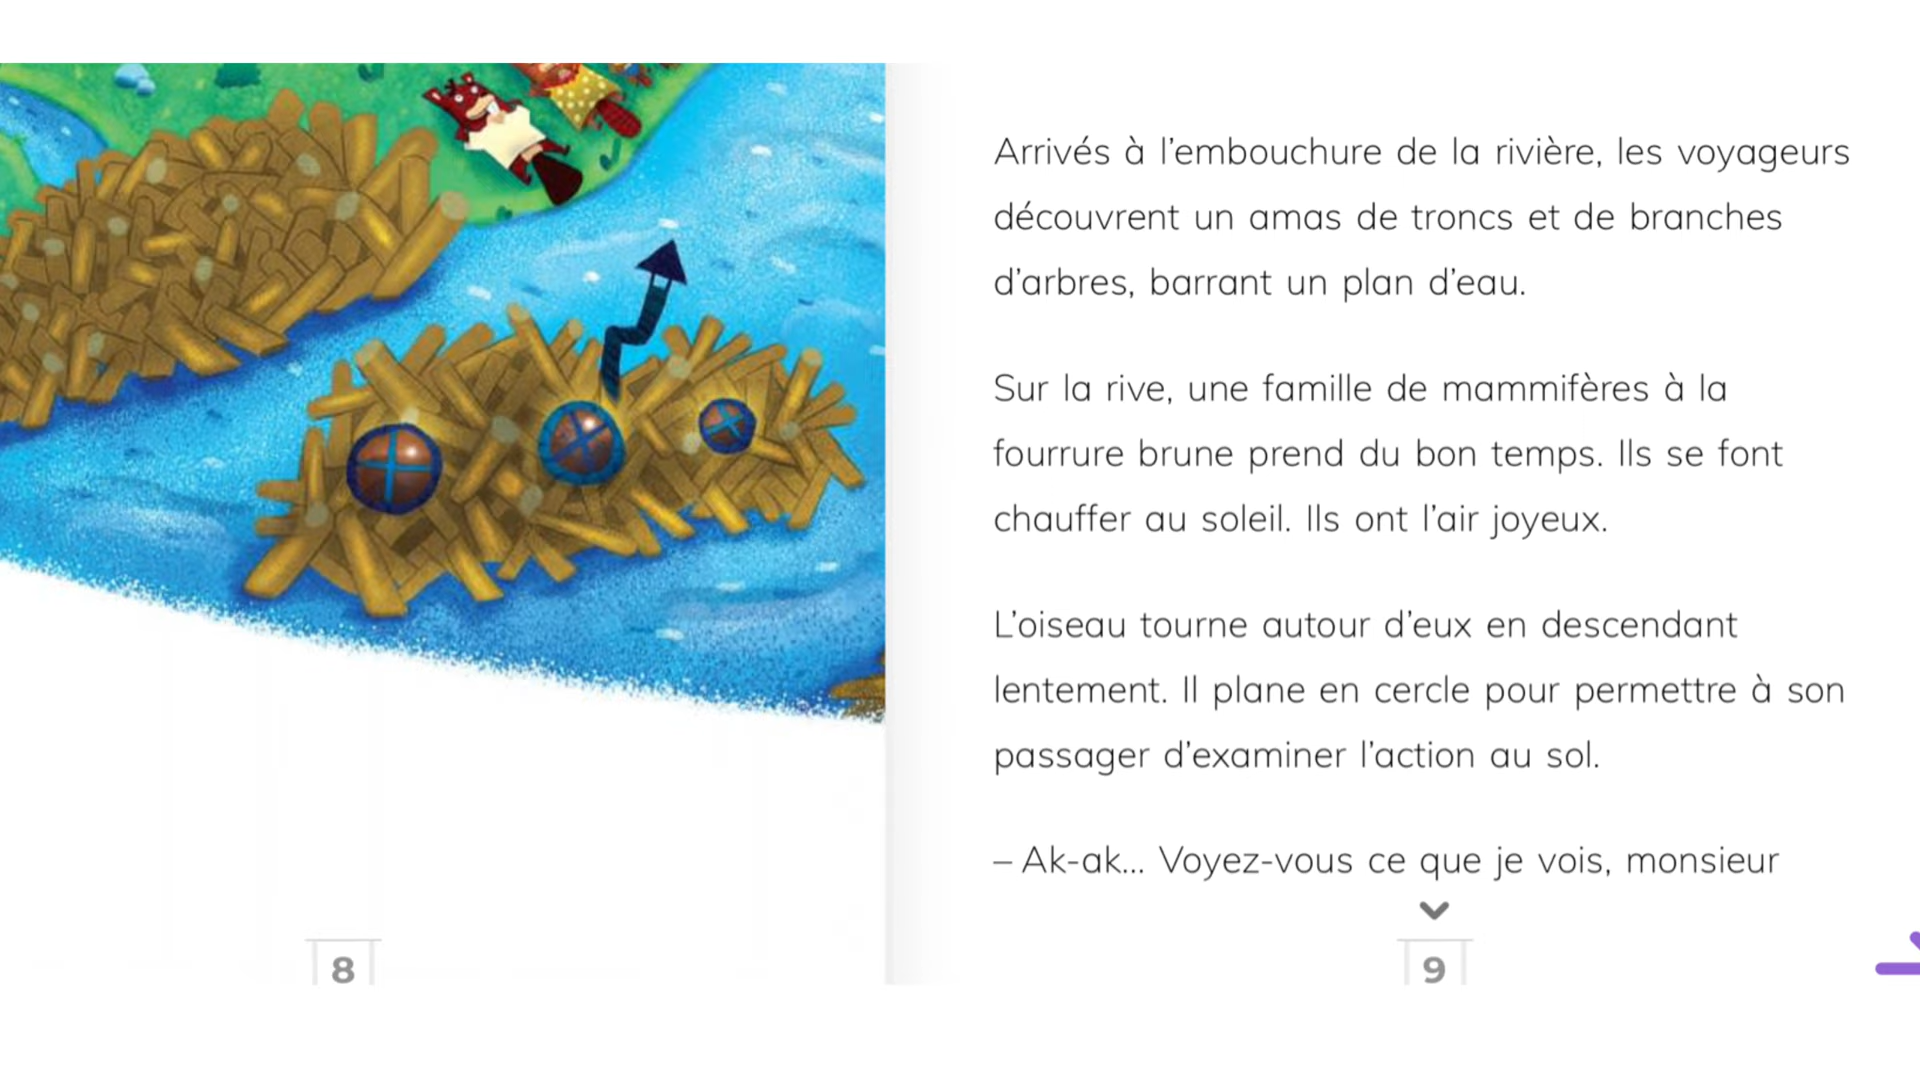 Arrivés à l’embouchure de la rivière, les voyageurs
découvrent un amas de troncs et de branches
d’arbres, barrant un plan d’eau.
Sur la rive, une famille de mammifères à la
fourrure brune prend du bon temps. Ils se font
chauffer au soleil. Ils ont l’air joyeux.
L’oiseau tourne autour d’eux en descendant
lentement. Il plane en cercle pour permettre à son
passager d’examiner l’action au sol.
– Ak-ak... Voyez-vous ce que je vois, monsieur
8
9